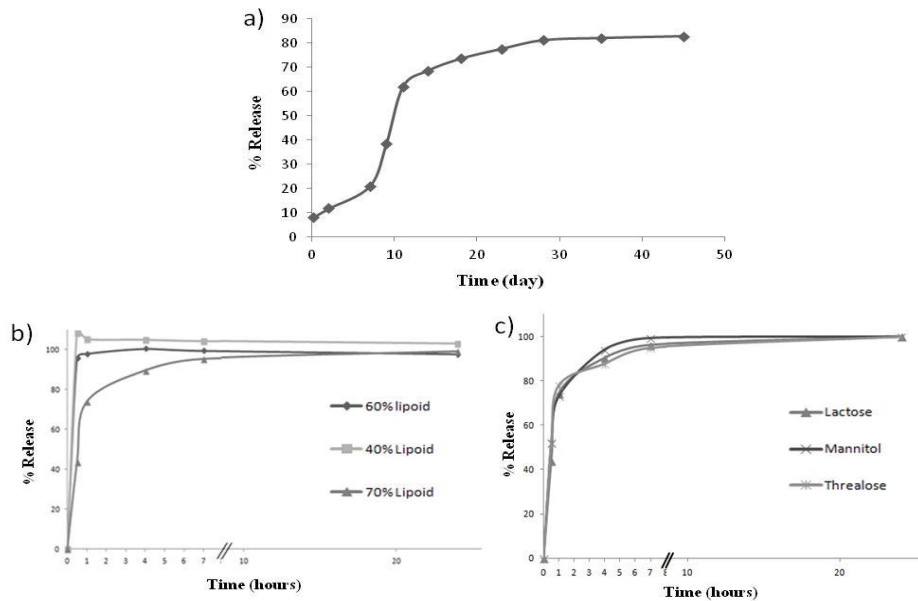 a)
90
80
70
60
50
40
30
20
10
0
% Release
0 10 20 30 40 50
Time (day)
b)
100
80
60
40
20
0
% Release
60% lipoid
40% Lipoid
70% Lipoid
0 1 2 3 4 5 6 7 // 10 20
Time (hours)
c)
100
80
60
40
20
0
% Release
Lactose
Mannitol
Threalose
0 1 2 3 4 5 6 7 // 10 20
Time (hours)